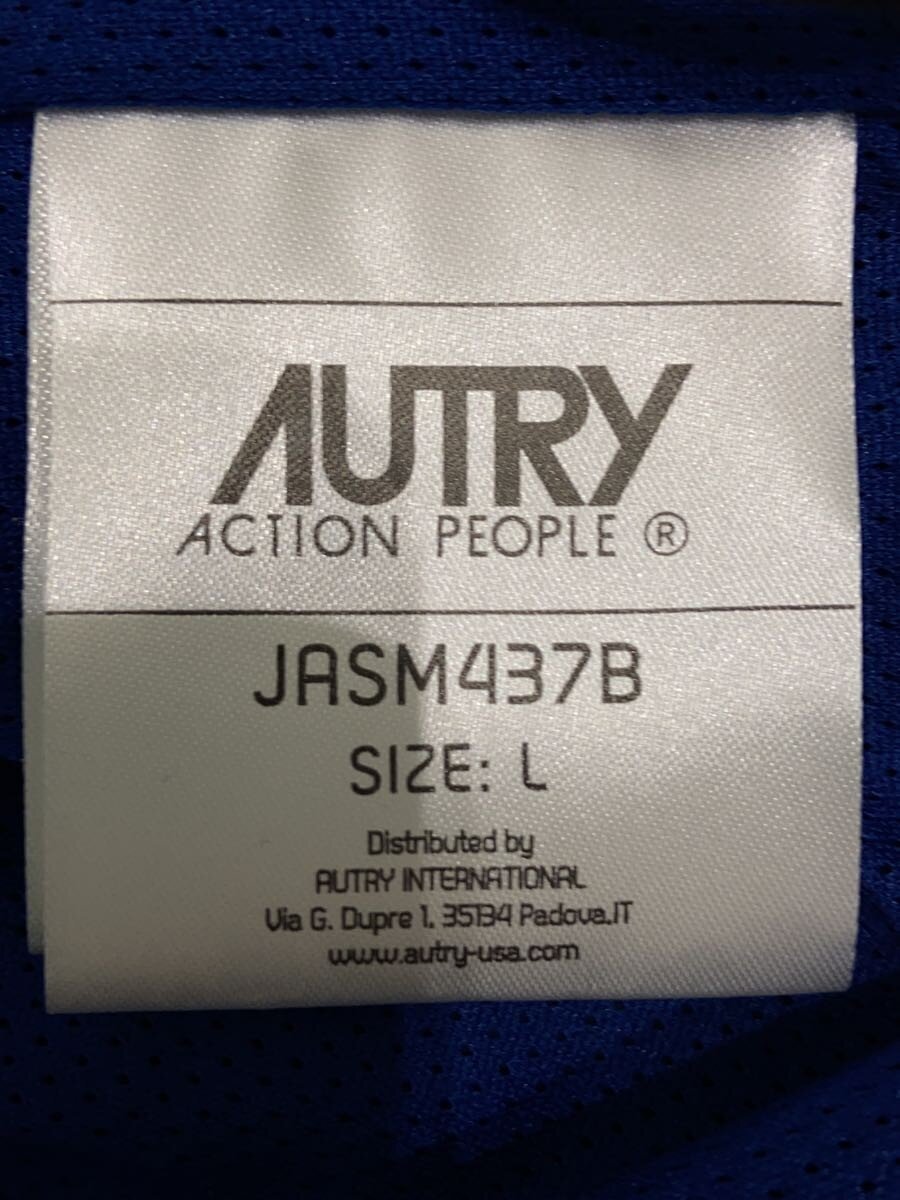 AUTRY
ACTION PEOPLE ®
JASM437B
SIZE: L
Distributed by
AUTRY INTERNATIONAL
Via G. Dupre 1. 35134 Padova.IT
www.autry-usa.com